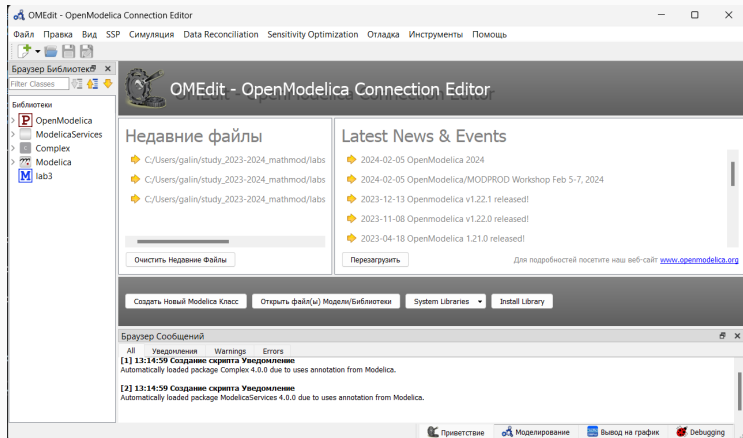 OMEdit - OpenModelica Connection Editor
Файл Правка Вид SSP Симуляция Data Reconciliation Sensitivity Optimization Отладка Инструменты Помощь
Браузер Библиотек
Filter Classes
Библиотеки
P OpenModelica
ModelicaServices
C Complex
Modelica
M lab3
OMEdit - OpenModelica Connection Editor
Недавние файлы
C:/Users/galin/study_2023-2024_mathmod/labs
C:/Users/galin/study_2023-2024_mathmod/labs
C:/Users/galin/study_2023-2024_mathmod/labs
Очистить Недавние Файлы
Latest News & Events
2024-02-05 OpenModelica 2024
2024-02-05 OpenModelica/MODPROD Workshop Feb 5-7, 2024
2023-12-13 Openmodelica v1.22.1 released!
2023-11-08 Openmodelica v1.22.0 released!
2023-04-18 OpenModelica 1.21.0 released!
Перезагрузить
Для подробностей посетите наш веб-сайт www.openmodelica.org
Создать Новый Modelica Класс
Открыть файл(ы) Модели/Библиотеки
System Libraries
Install Library
Браузер Сообщений
All Уведомления Warnings Errors
[1] 13:14:59 Создание скрипта Уведомление
Automatically loaded package Complex 4.0.0 due to uses annotation from Modelica.
[2] 13:14:59 Создание скрипта Уведомление
Automatically loaded package ModelicaServices 4.0.0 due to uses annotation from Modelica.
Приветствие
Моделирование
Вывод на график
Debugging